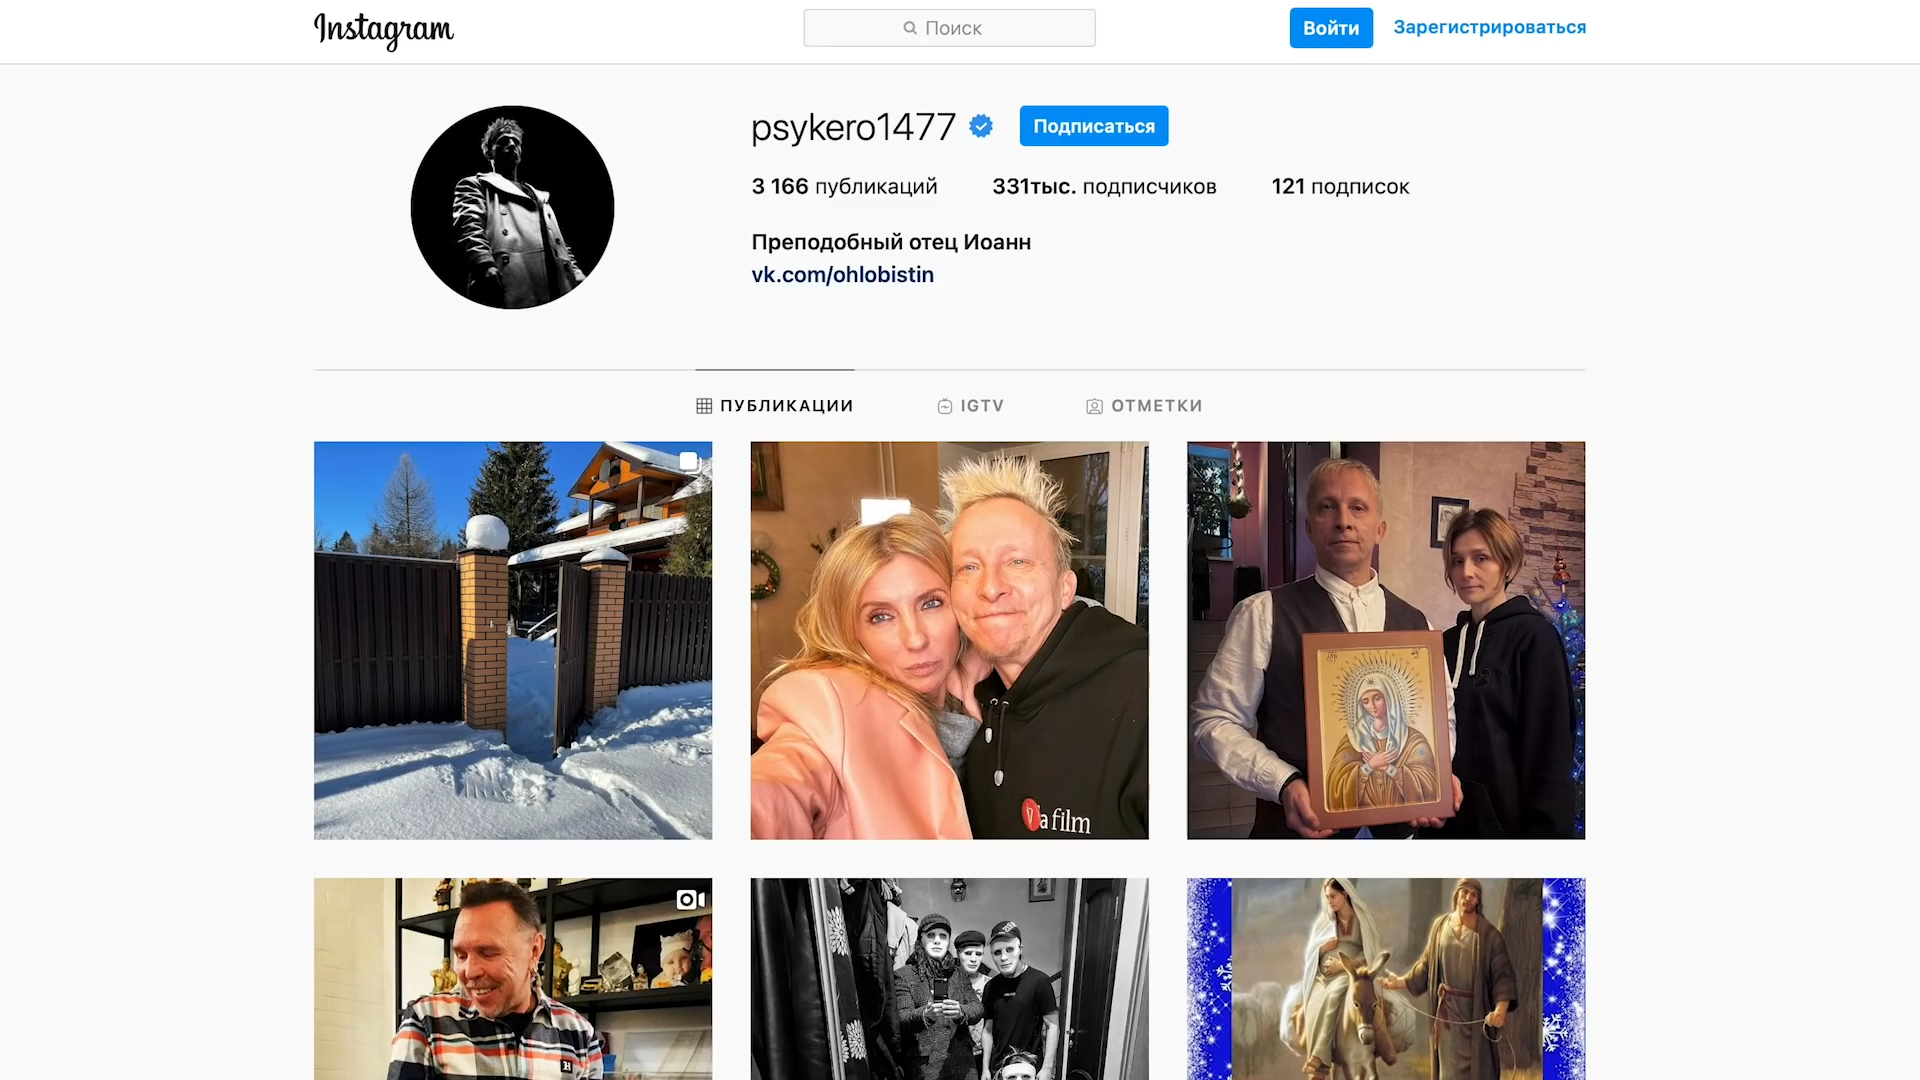 Instagram
Поиск
Войти
Зарегистрироваться
psykero1477
Подписаться
3 166 публикаций
331тыс. подписчиков
121 подписок
Преподобный отец Иоанн
vk.com/ohlobistin
ПУБЛИКАЦИИ
IGTV
ОТМЕТКИ
a film